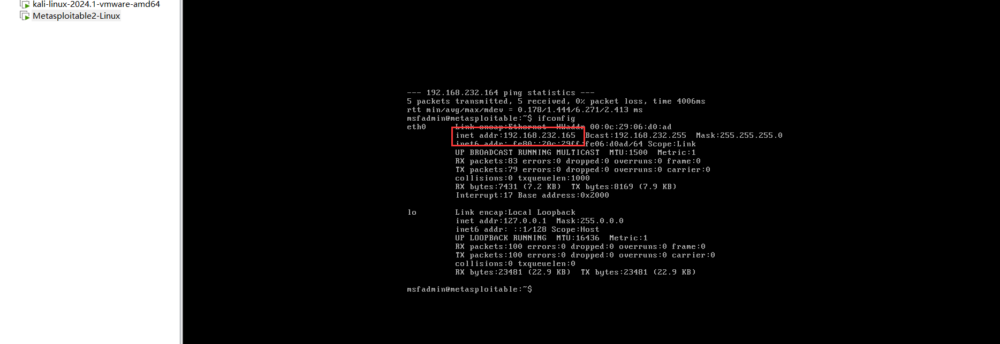 kali-linux-2024.1-vmware-amd64
Metasploitable2-Linux
--- 192.168.232.164 ping statistics ---
5 packets transmitted, 5 received, 0% packet loss, time 4006ms
rtt min/avg/max/mdev = 0.178/1.444/6.271/2.413 ms
msfadmin@metasploitable:~$ ifconfig
eth0 Link encap:Ethernet HWaddr 00:0c:29:06:d0:ad
inet addr:192.168.232.165 Bcast:192.168.232.255 Mask:255.255.255.0
inet6 addr: fe80::20c:29ff:fe06:d0ad/64 Scope:Link
UP BROADCAST RUNNING MULTICAST MTU:1500 Metric:1
RX packets:83 errors:0 dropped:0 overruns:0 frame:0
TX packets:79 errors:0 dropped:0 overruns:0 carrier:0
collisions:0 txqueuelen:1000
RX bytes:7431 (7.2 KB) TX bytes:8169 (7.9 KB)
Interrupt:17 Base address:0x2000
lo Link encap:Local Loopback
inet addr:127.0.0.1 Mask:255.0.0.0
inet6 addr: ::1/128 Scope:Host
UP LOOPBACK RUNNING MTU:16436 Metric:1
RX packets:100 errors:0 dropped:0 overruns:0 frame:0
TX packets:100 errors:0 dropped:0 overruns:0 carrier:0
collisions:0 txqueuelen:0
RX bytes:23481 (22.9 KB) TX bytes:23481 (22.9 KB)
msfadmin@metasploitable:~$